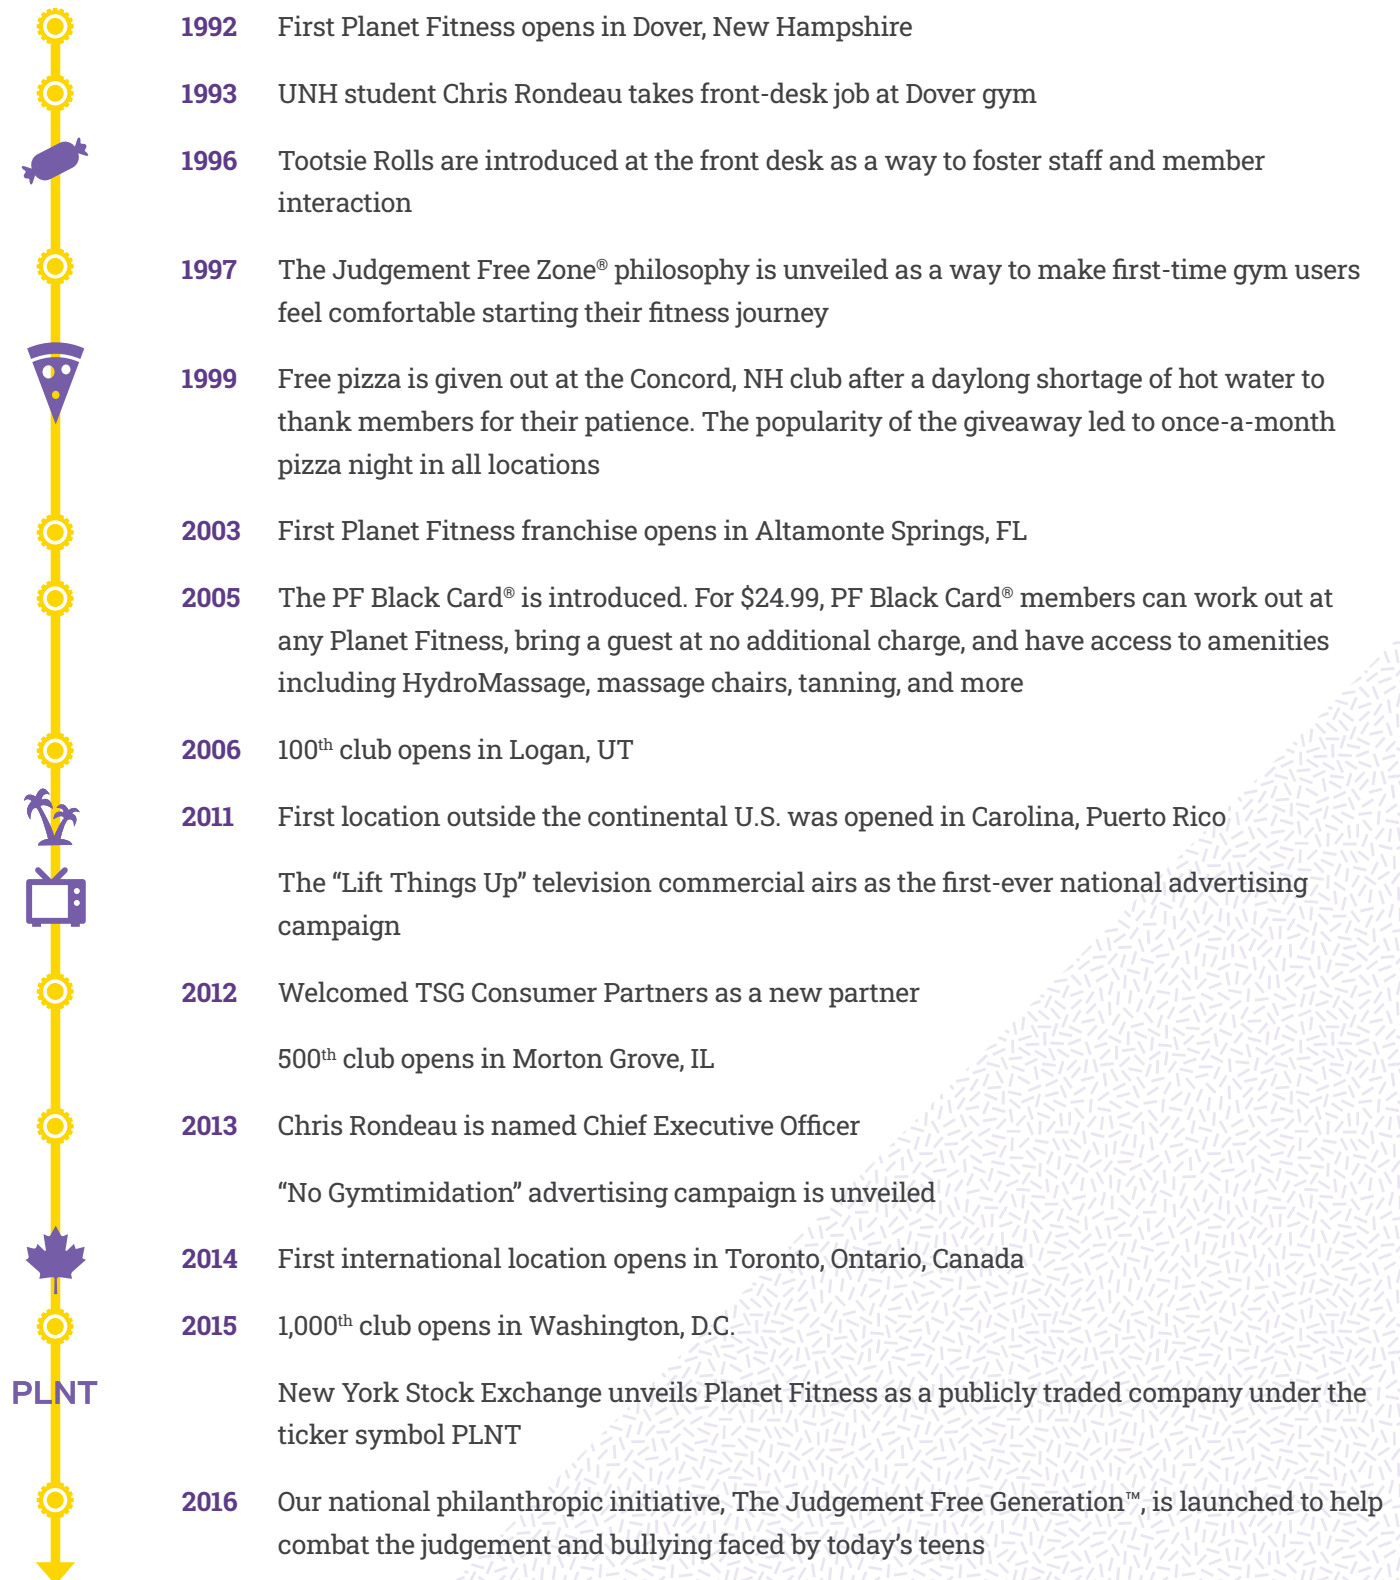 1992 First Planet Fitness opens in Dover, New Hampshire
1993 UNH student Chris Rondeau takes front-desk job at Dover gym
1996 Tootsie Rolls are introduced at the front desk as a way to foster staff and member
interaction
1997 The Judgement Free Zone® philosophy is unveiled as a way to make first-time gym users
feel comfortable starting their fitness journey
1999 Free pizza is given out at the Concord, NH club after a daylong shortage of hot water to
thank members for their patience. The popularity of the giveaway led to once-a-month
pizza night in all locations
2003 First Planet Fitness franchise opens in Altamonte Springs, FL
2005 The PF Black Card® is introduced. For $24.99, PF Black Card® members can work out at
any Planet Fitness, bring a guest at no additional charge, and have access to amenities
including HydroMassage, massage chairs, tanning, and more
2006 100th club opens in Logan, UT
2011 First location outside the continental U.S. was opened in Carolina, Puerto Rico
The “Lift Things Up” television commercial airs as the first-ever national advertising
campaign
2012 Welcomed TSG Consumer Partners as a new partner
500th club opens in Morton Grove, IL
2013 Chris Rondeau is named Chief Executive Officer
“No Gymtimidation” advertising campaign is unveiled
2014 First international location opens in Toronto, Ontario, Canada
2015 1,000th club opens in Washington, D.C.
PLNT New York Stock Exchange unveils Planet Fitness as a publicly traded company under the
ticker symbol PLNT
2016 Our national philanthropic initiative, The Judgement Free Generation™, is launched to help
combat the judgement and bullying faced by today’s teens